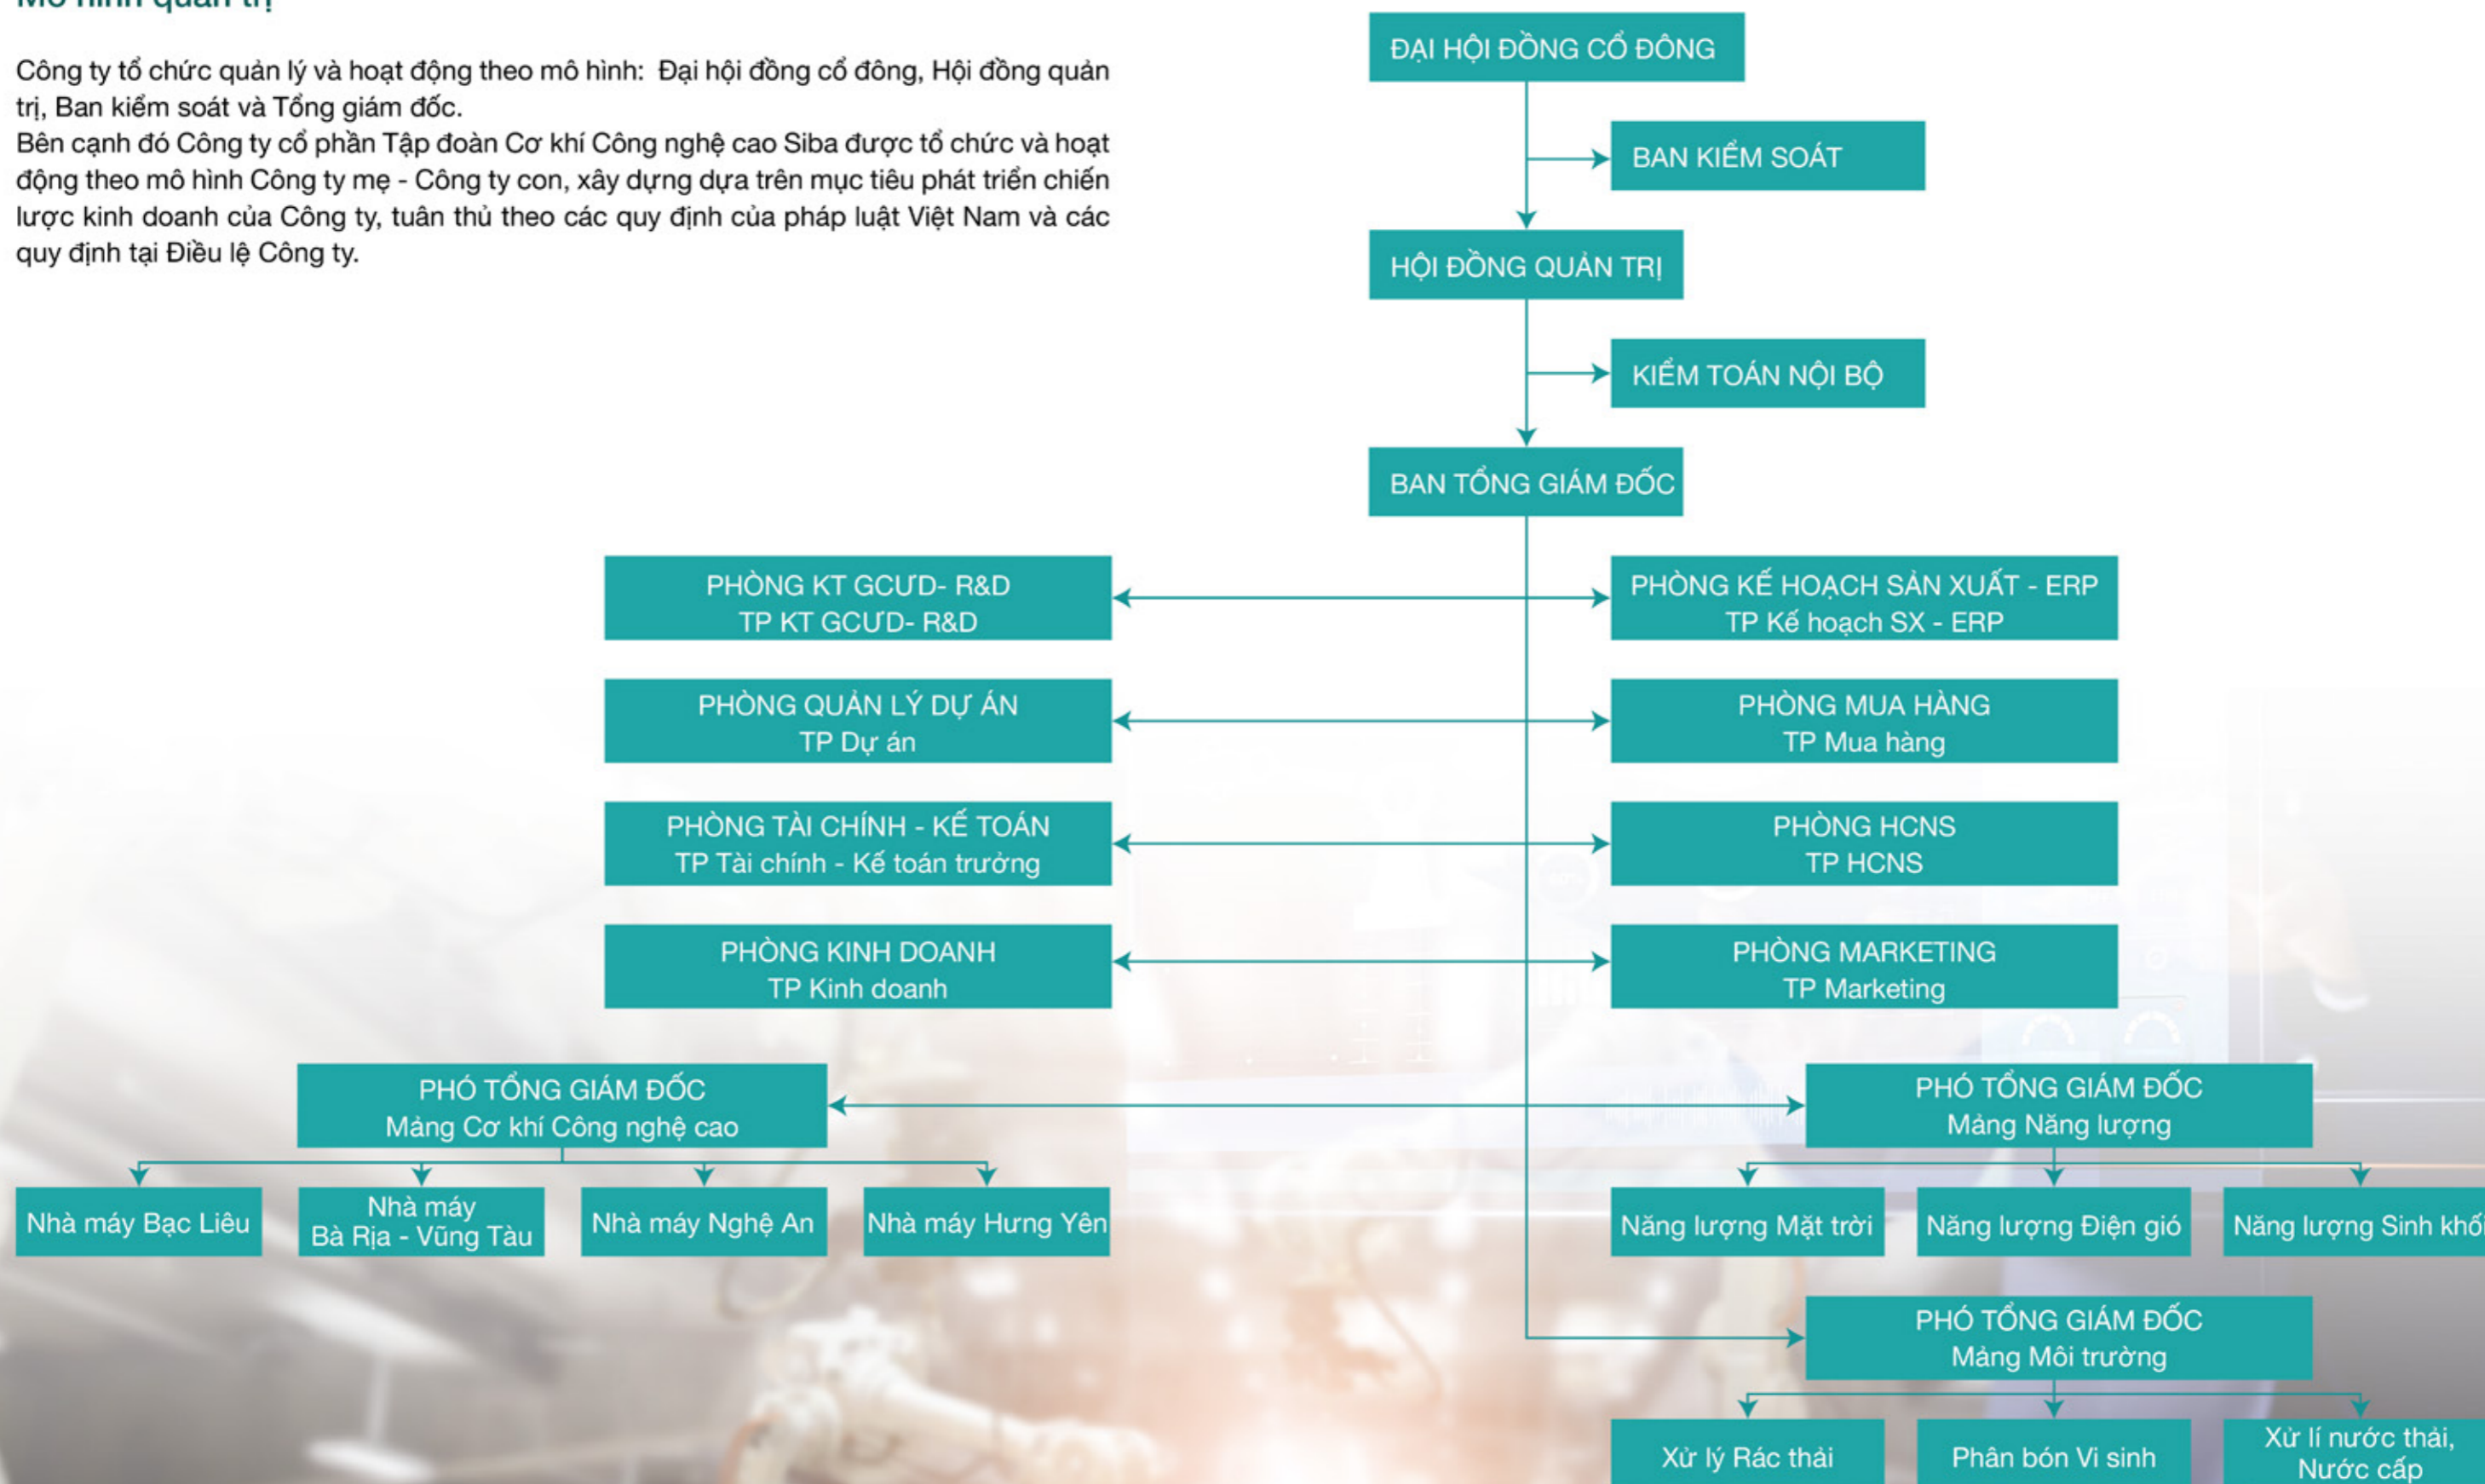 Mô hình quản trị
Công ty tổ chức quản lý và hoạt động theo mô hình: Đại hội đồng cổ đông, Hội đồng quản
trị, Ban kiểm soát và Tổng giám đốc.
Bên cạnh đó Công ty cổ phần Tập đoàn Cơ khí Công nghệ cao Siba được tổ chức và hoạt
động theo mô hình Công ty mẹ - Công ty con, xây dựng dựa trên mục tiêu phát triển chiến
lược kinh doanh của Công ty, tuân thủ theo các quy định của pháp luật Việt Nam và các
quy định tại Điều lệ Công ty.
ĐẠI HỘI ĐỒNG CỔ ĐÔNG
BAN KIỂM SOÁT
HỘI ĐỒNG QUẢN TRỊ
KIỂM TOÁN NỘI BỘ
BAN TỔNG GIÁM ĐỐC
PHÒNG KT GCƯD- R&D
TP KT GCƯD- R&D
PHÒNG KẾ HOẠCH SẢN XUẤT - ERP
TP Kế hoạch SX - ERP
PHÒNG QUẢN LÝ DỰ ÁN
TP Dự án
PHÒNG MUA HÀNG
TP Mua hàng
PHÒNG TÀI CHÍNH - KẾ TOÁN
TP Tài chính - Kế toán trưởng
PHÒNG HCNS
TP HCNS
PHÒNG KINH DOANH
TP Kinh doanh
PHÒNG MARKETING
TP Marketing
PHÓ TỔNG GIÁM ĐỐC
Mảng Cơ khí Công nghệ cao
PHÓ TỔNG GIÁM ĐỐC
Mảng Năng lượng
Nhà máy Bạc Liêu
Nhà máy
Bà Rịa - Vũng Tàu
Nhà máy Nghệ An
Nhà máy Hưng Yên
Năng lượng Mặt trời
Năng lượng Điện gió
Năng lượng Sinh khối
PHÓ TỔNG GIÁM ĐỐC
Mảng Môi trường
Xử lý Rác thải
Phân bón Vi sinh
Xử lí nước thải,
Nước cấp